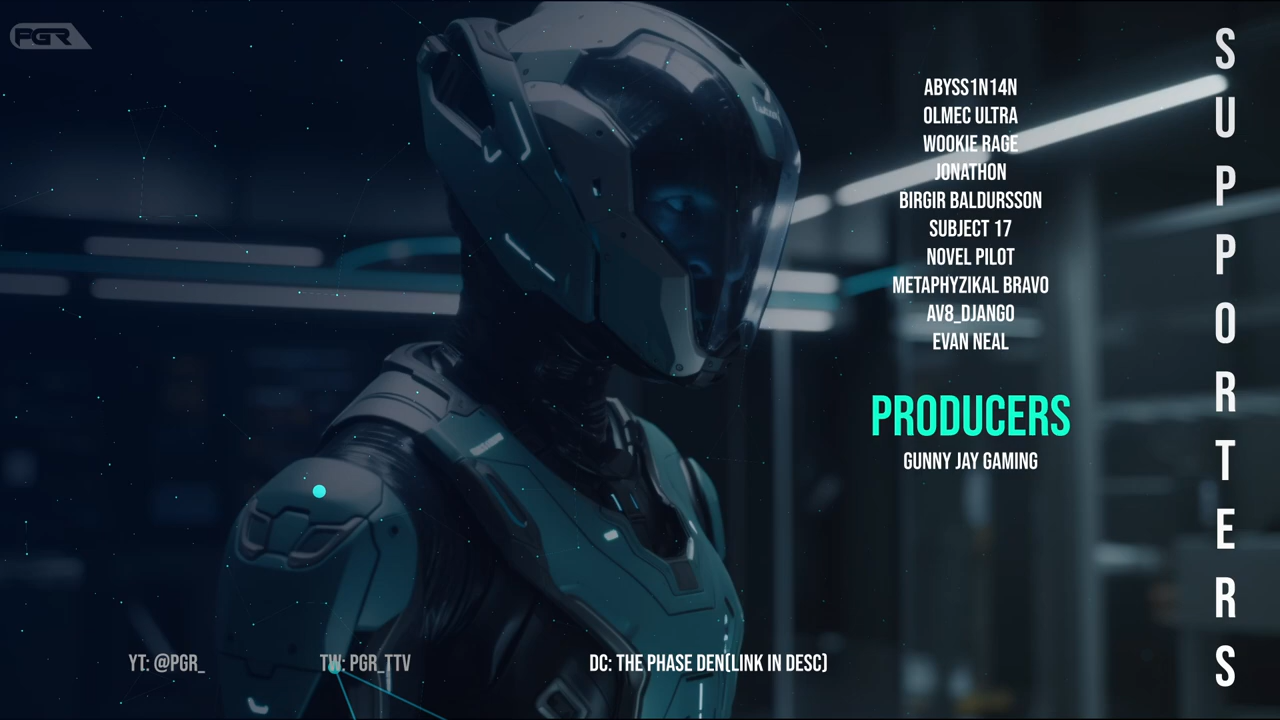 PGR
ABYSS1N14N
OLMEC ULTRA
WOOKIE RAGE
JONATHON
BIRGIR BALDURSSON
SUBJECT 17
NOVEL PILOT
METAPHYZIKAL BRAVO
AV8_DJANGO
EVAN NEAL
PRODUCERS
GUNNY JAY GAMING
SUPPORTERS
YT: @PGR_
TW: PGR_TTV
DC: THE PHASE DEN(LINK IN DESC)